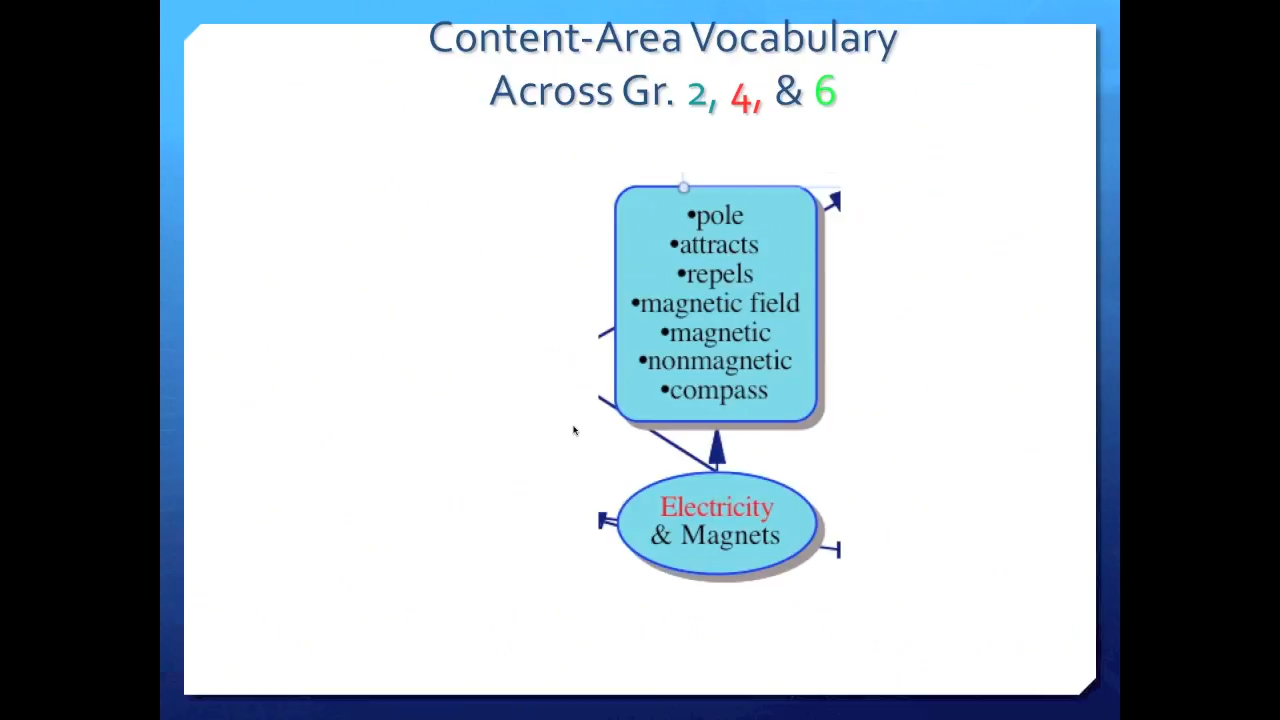 Content-Area Vocabulary
Across Gr. 2, 4, & 6
•pole
•attracts
•repels
•magnetic field
•magnetic
•nonmagnetic
•compass
Electricity
& Magnets